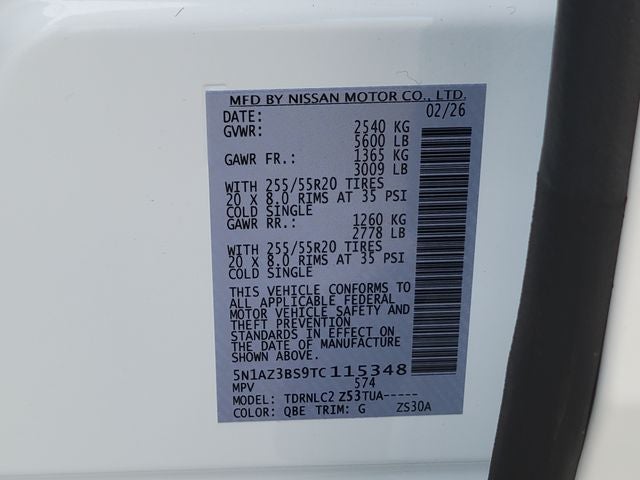 MFD BY NISSAN MOTOR CO., LTD.
DATE: 02/26
GVWR: 2540 KG
5600 LB
GAWR FR.: 1365 KG
3009 LB
WITH 255/55R20 TIRES
20 X 8.0 RIMS AT 35 PSI
COLD SINGLE
GAWR RR.: 1260 KG
2778 LB
WITH 255/55R20 TIRES
20 X 8.0 RIMS AT 35 PSI
COLD SINGLE
THIS VEHICLE CONFORMS TO
ALL APPLICABLE FEDERAL
MOTOR VEHICLE SAFETY AND
THEFT PREVENTION
STANDARDS IN EFFECT ON
THE DATE OF MANUFACTURE
SHOWN ABOVE.
5N1AZ3BS9TC 115348
MPV 574
MODEL: TDRNLC2 Z53TUA-----
COLOR: QBE TRIM: G ZS30A